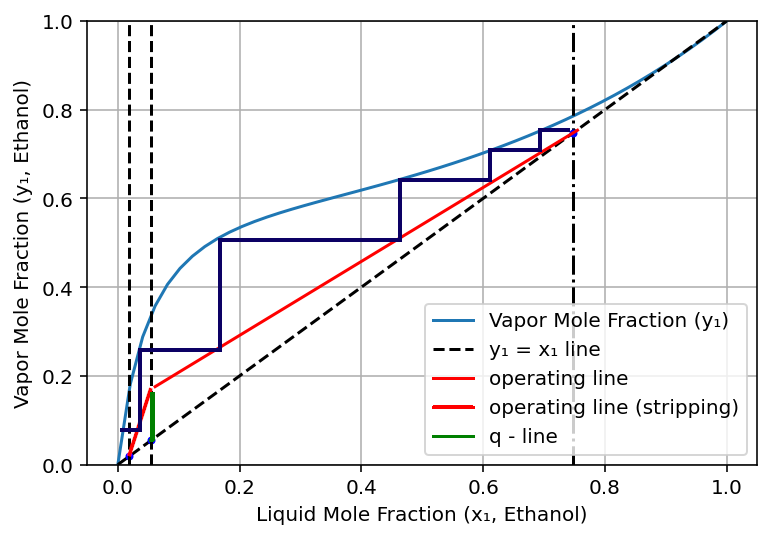 1.0
0.8
0.6
0.4
0.2
0.0
Vapor Mole Fraction (y₁, Ethanol)
Vapor Mole Fraction (y₁)
y₁ = x₁ line
operating line
operating line (stripping)
q - line
0.0 0.2 0.4 0.6 0.8 1.0
Liquid Mole Fraction (x₁, Ethanol)